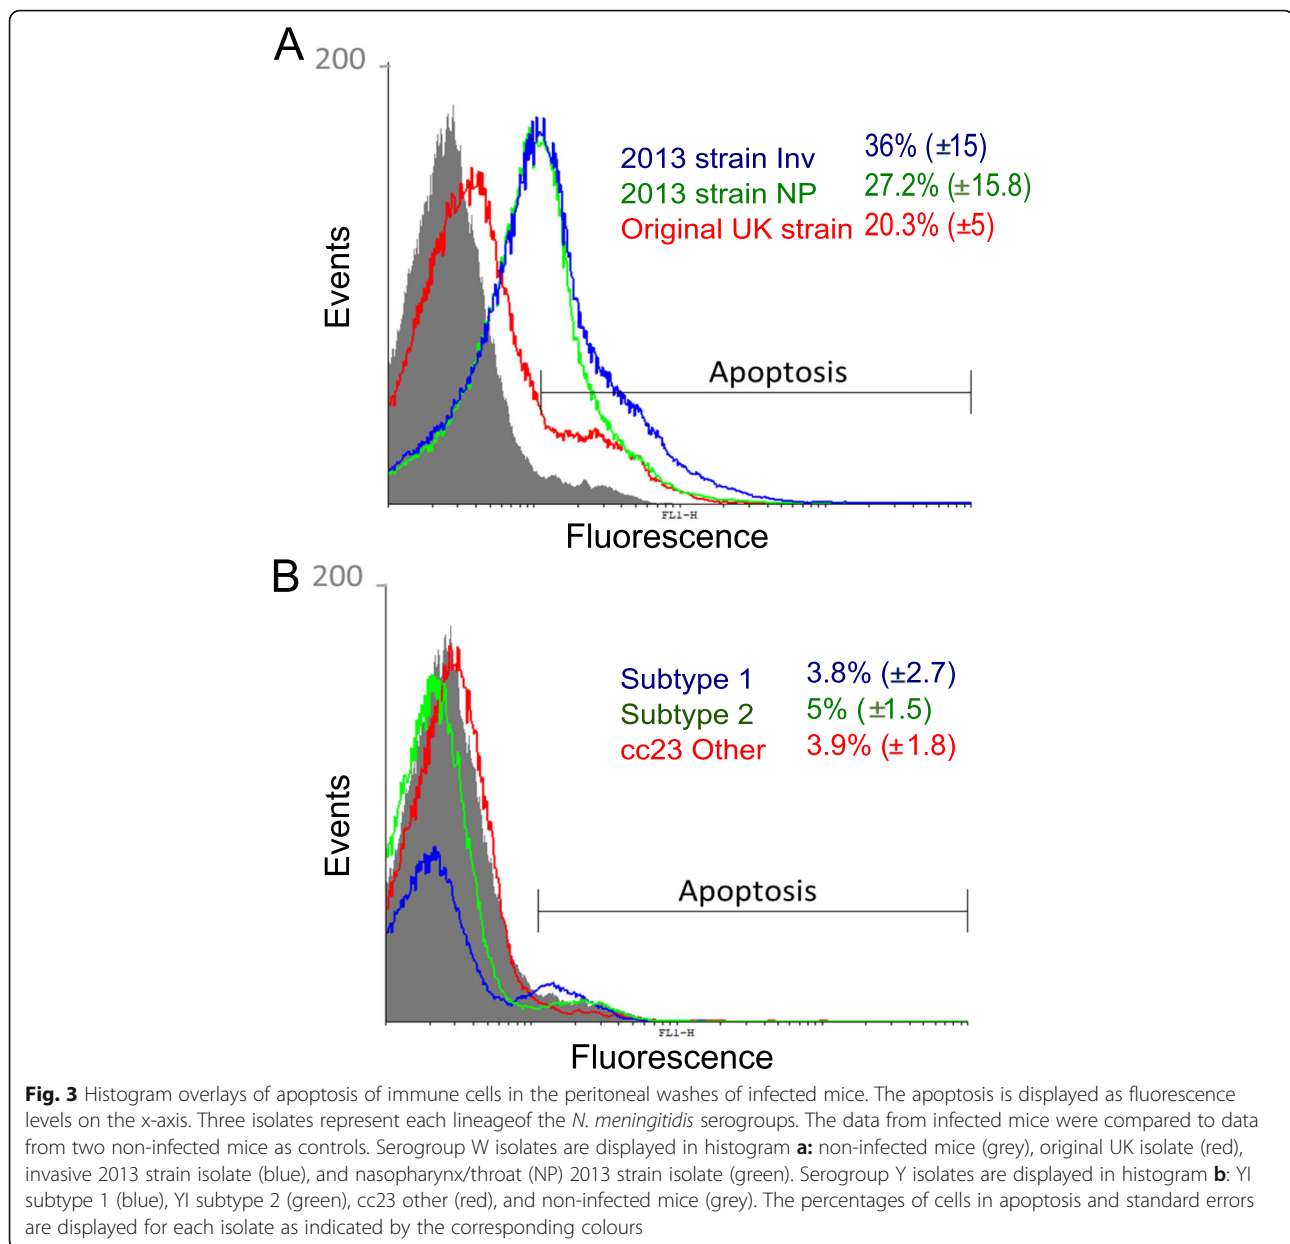 A
200
2013 strain Inv 36% (±15)
2013 strain NP 27.2% (±15.8)
Original UK strain 20.3% (±5)
Events
Apoptosis
FL1-H
Fluorescence
B
200
Subtype 1 3.8% (±2.7)
Subtype 2 5% (±1.5)
cc23 Other 3.9% (±1.8)
Events
Apoptosis
FL1-H
Fluorescence
Fig. 3 Histogram overlays of apoptosis of immune cells in the peritoneal washes of infected mice. The apoptosis is displayed as fluorescence
levels on the x-axis. Three isolates represent each lineageof the N. meningitidis serogroups. The data from infected mice were compared to data
from two non-infected mice as controls. Serogroup W isolates are displayed in histogram a: non-infected mice (grey), original UK isolate (red),
invasive 2013 strain isolate (blue), and nasopharynx/throat (NP) 2013 strain isolate (green). Serogroup Y isolates are displayed in histogram b: YI
subtype 1 (blue), YI subtype 2 (green), cc23 other (red), and non-infected mice (grey). The percentages of cells in apoptosis and standard errors
are displayed for each isolate as indicated by the corresponding colours